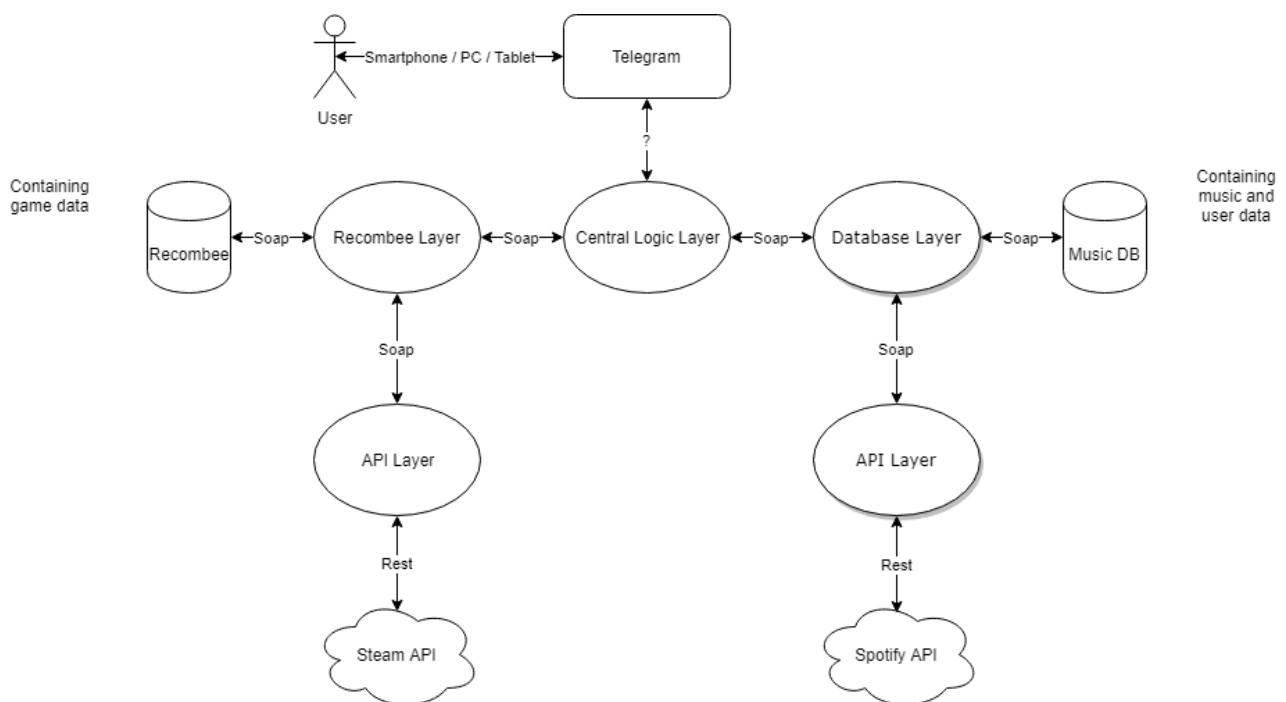 Smartphone / PC / Tablet
Telegram
User
?
Containing
game data
Containing
music and
user data
Recombee
Soap
Recombee Layer
Soap
Central Logic Layer
Soap
Database Layer
Soap
Music DB
Soap
Soap
API Layer
API Layer
Rest
Rest
Steam API
Spotify API